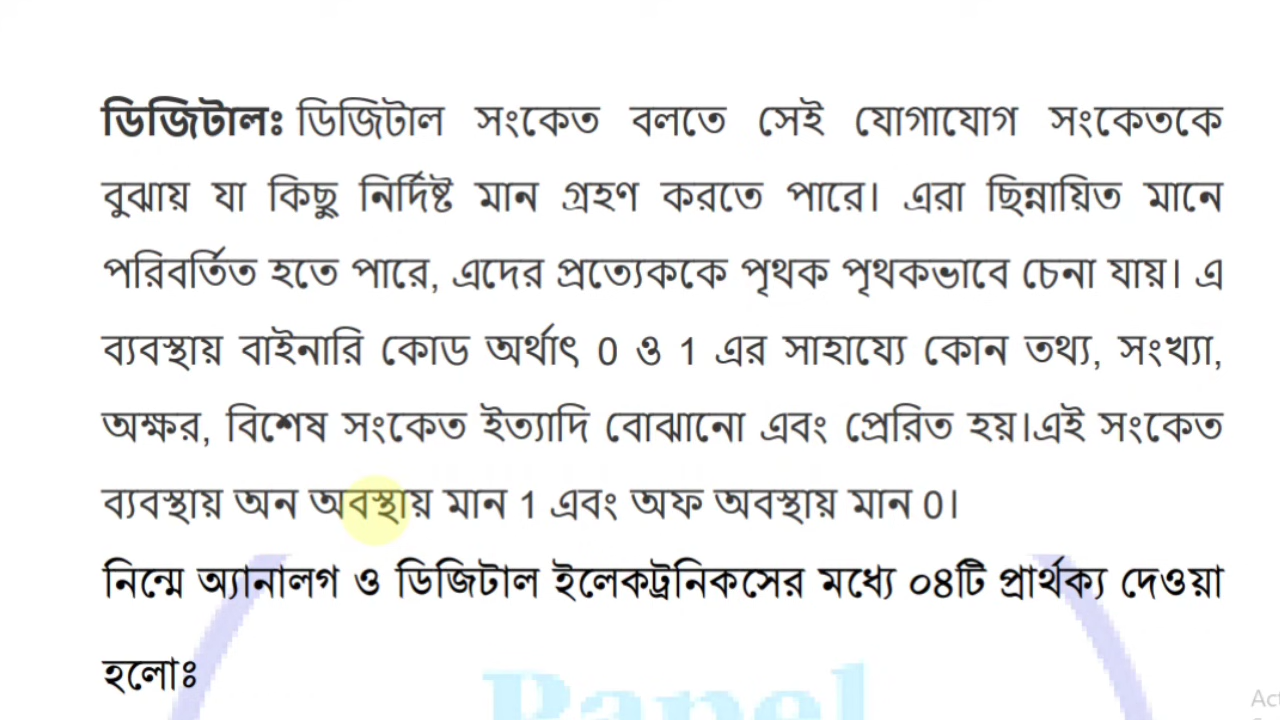 ডিজিটালঃ ডিজিটাল সংকেত বলতে সেই যোগাযোগ সংকেতকে
বুঝায় যা কিছু নির্দিষ্ট মান গ্রহণ করতে পারে। এরা ছিন্নায়িত মানে
পরিবর্তিত হতে পারে, এদের প্রত্যেককে পৃথক পৃথকভাবে চেনা যায়। এ
ব্যবস্থায় বাইনারি কোড অর্থাৎ 0 ও 1 এর সাহায্যে কোন তথ্য, সংখ্যা,
অক্ষর, বিশেষ সংকেত ইত্যাদি বোঝানো এবং প্রেরিত হয়।এই সংকেত
ব্যবস্থায় অন অবস্থায় মান 1 এবং অফ অবস্থায় মান 0।
নিন্মে অ্যানালগ ও ডিজিটাল ইলেকট্রনিকসের মধ্যে ০৪টি প্রার্থক্য দেওয়া
হলোঃ
Panel